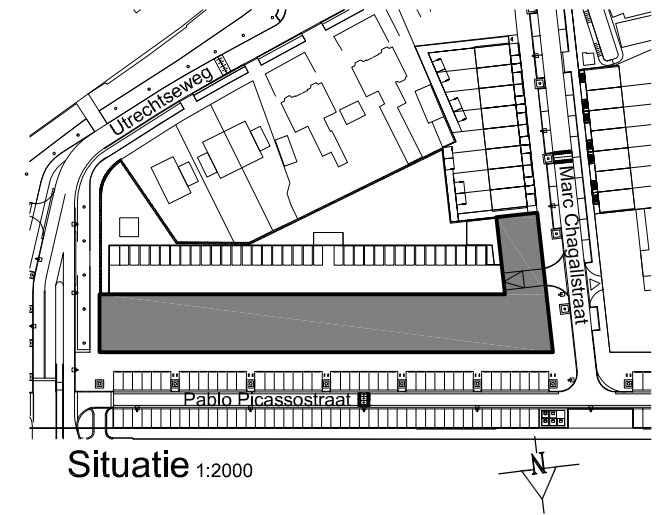 Utrechtseweg
Marc Chagallstraat
Pablo Picassostraat
Situatie 1:2000
N